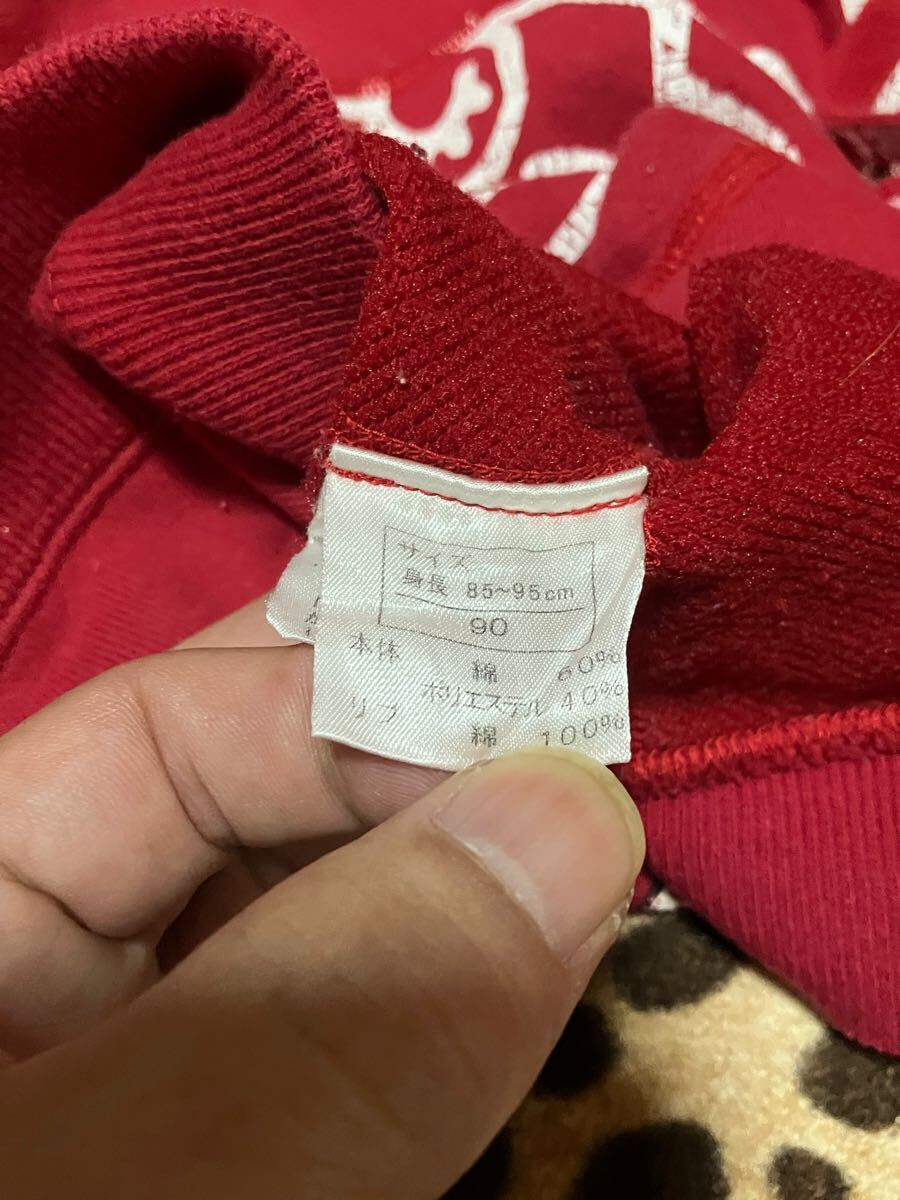 サイズ
身長 85~95cm
90
本体 綿 60%
ポリエステル 40%
リブ 綿 100%